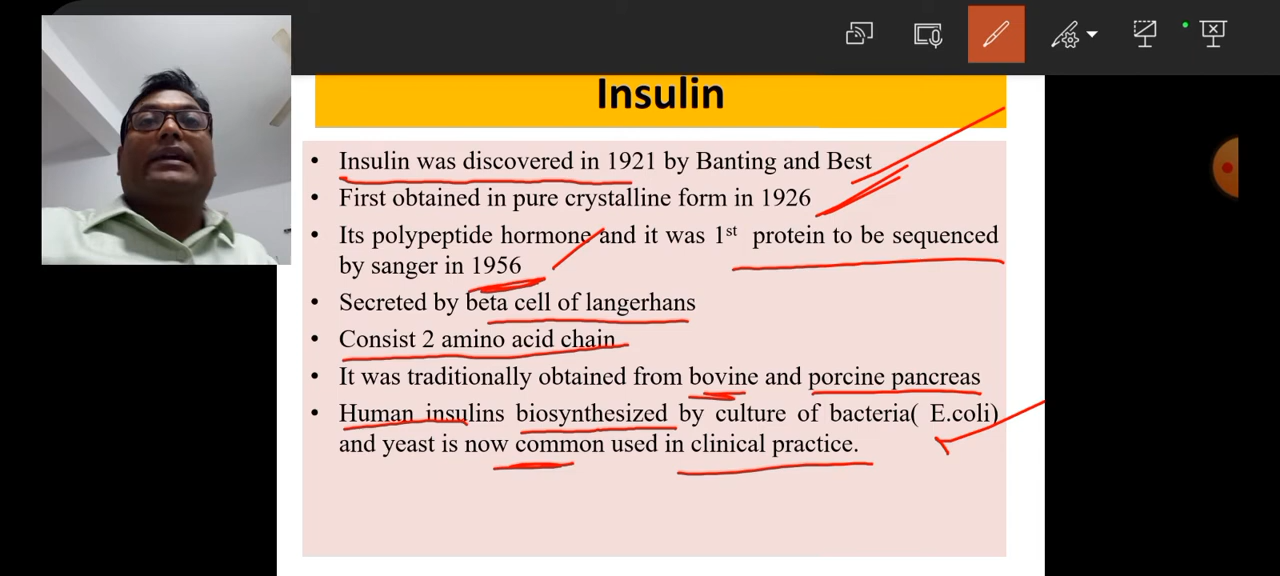 Insulin
• Insulin was discovered in 1921 by Banting and Best
• First obtained in pure crystalline form in 1926
• Its polypeptide hormone and it was 1st protein to be sequenced
by sanger in 1956
• Secreted by beta cell of langerhans
• Consist 2 amino acid chain
• It was traditionally obtained from bovine and porcine pancreas
• Human insulins biosynthesized by culture of bacteria( E.coli)
and yeast is now common used in clinical practice.